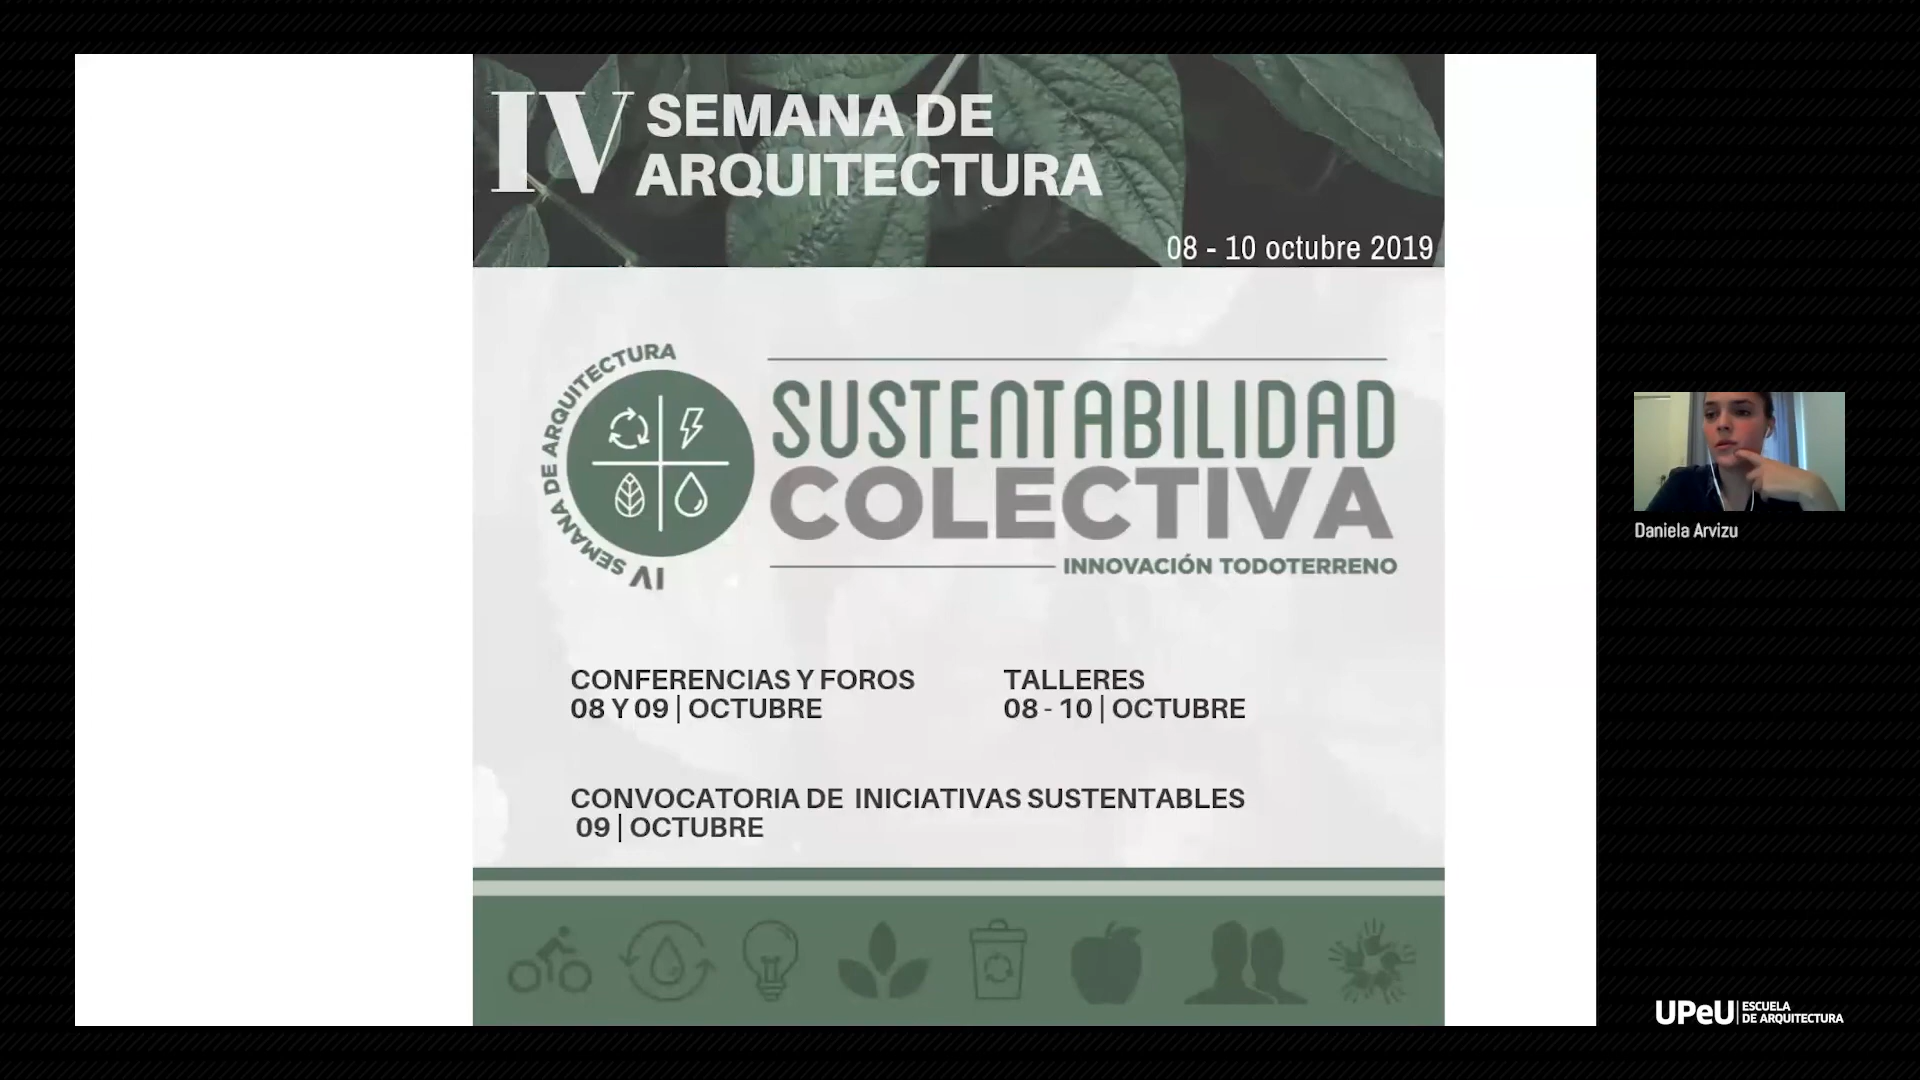 IV SEMANA DE
ARQUITECTURA
08 - 10 octubre 2019
IV SEMANA DE ARQUITECTURA
SUSTENTABILIDAD
COLECTIVA
INNOVACIÓN TODOTERRENO
CONFERENCIAS Y FOROS
08 Y 09 | OCTUBRE
TALLERES
08 - 10 | OCTUBRE
CONVOCATORIA DE INICIATIVAS SUSTENTABLES
09 | OCTUBRE
Daniela Arvizu
UPeU | ESCUELA
DE ARQUITECTURA